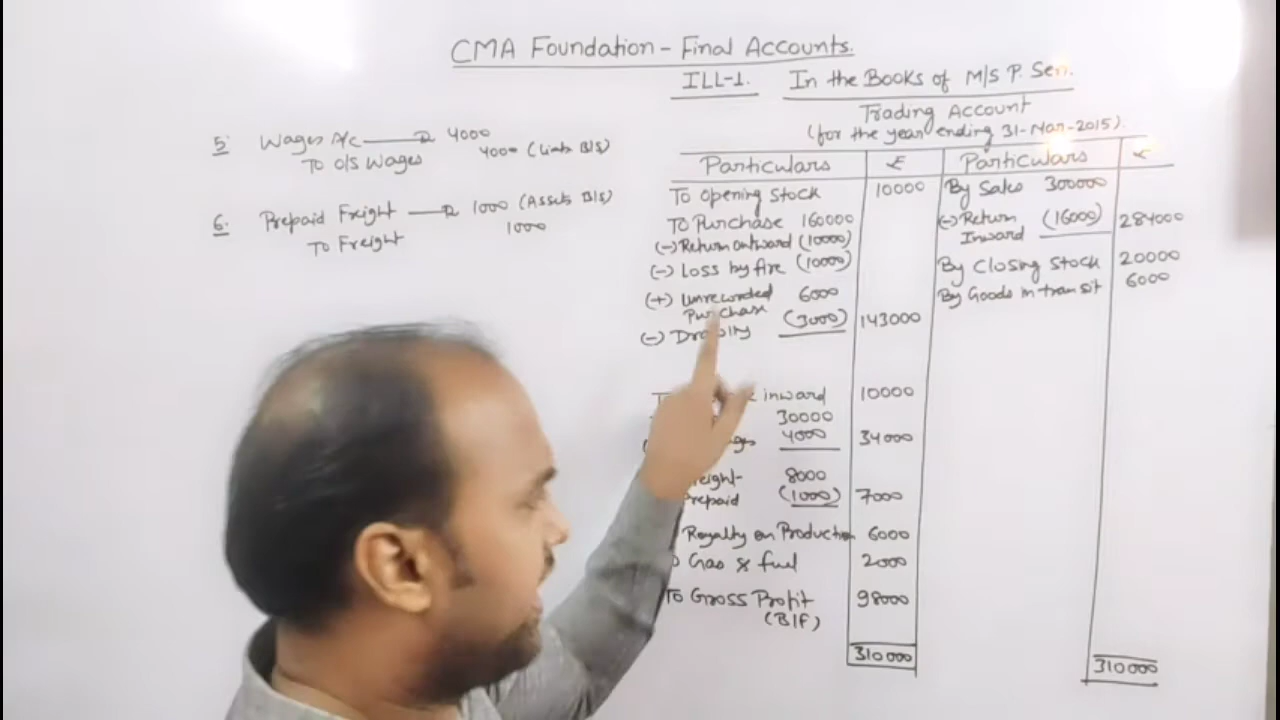 CMA Foundation - Final Accounts.
ILL-1. In the Books of M/S P. Sen.
Trading Account
(for the year ending 31-Mar-2015).
5: Wages A/c 4000
To O/S Wages 4000 (Liab B/S)
6: Prepaid Freight 1000 (Assets B/S)
To Freight 1000
Particulars ₹ Particulars ₹
To Opening Stock 10000 By Sales 300000
To Purchase 160000 (-) Return Inward (16000) 284000
(-) Return outward (10000)
(-) Loss by fire (10000) By Closing Stock 20000
(+) Unrecorded Purchase 6000 By Goods in transit 6000
(-) Drawing (3000) 143000
inward 10000
30000
4000 34000
8000
Prepaid (1000) 7000
Royalty on Production 6000
Gas & fuel 2000
To Gross Profit 98000
(B/F)
310000 310000